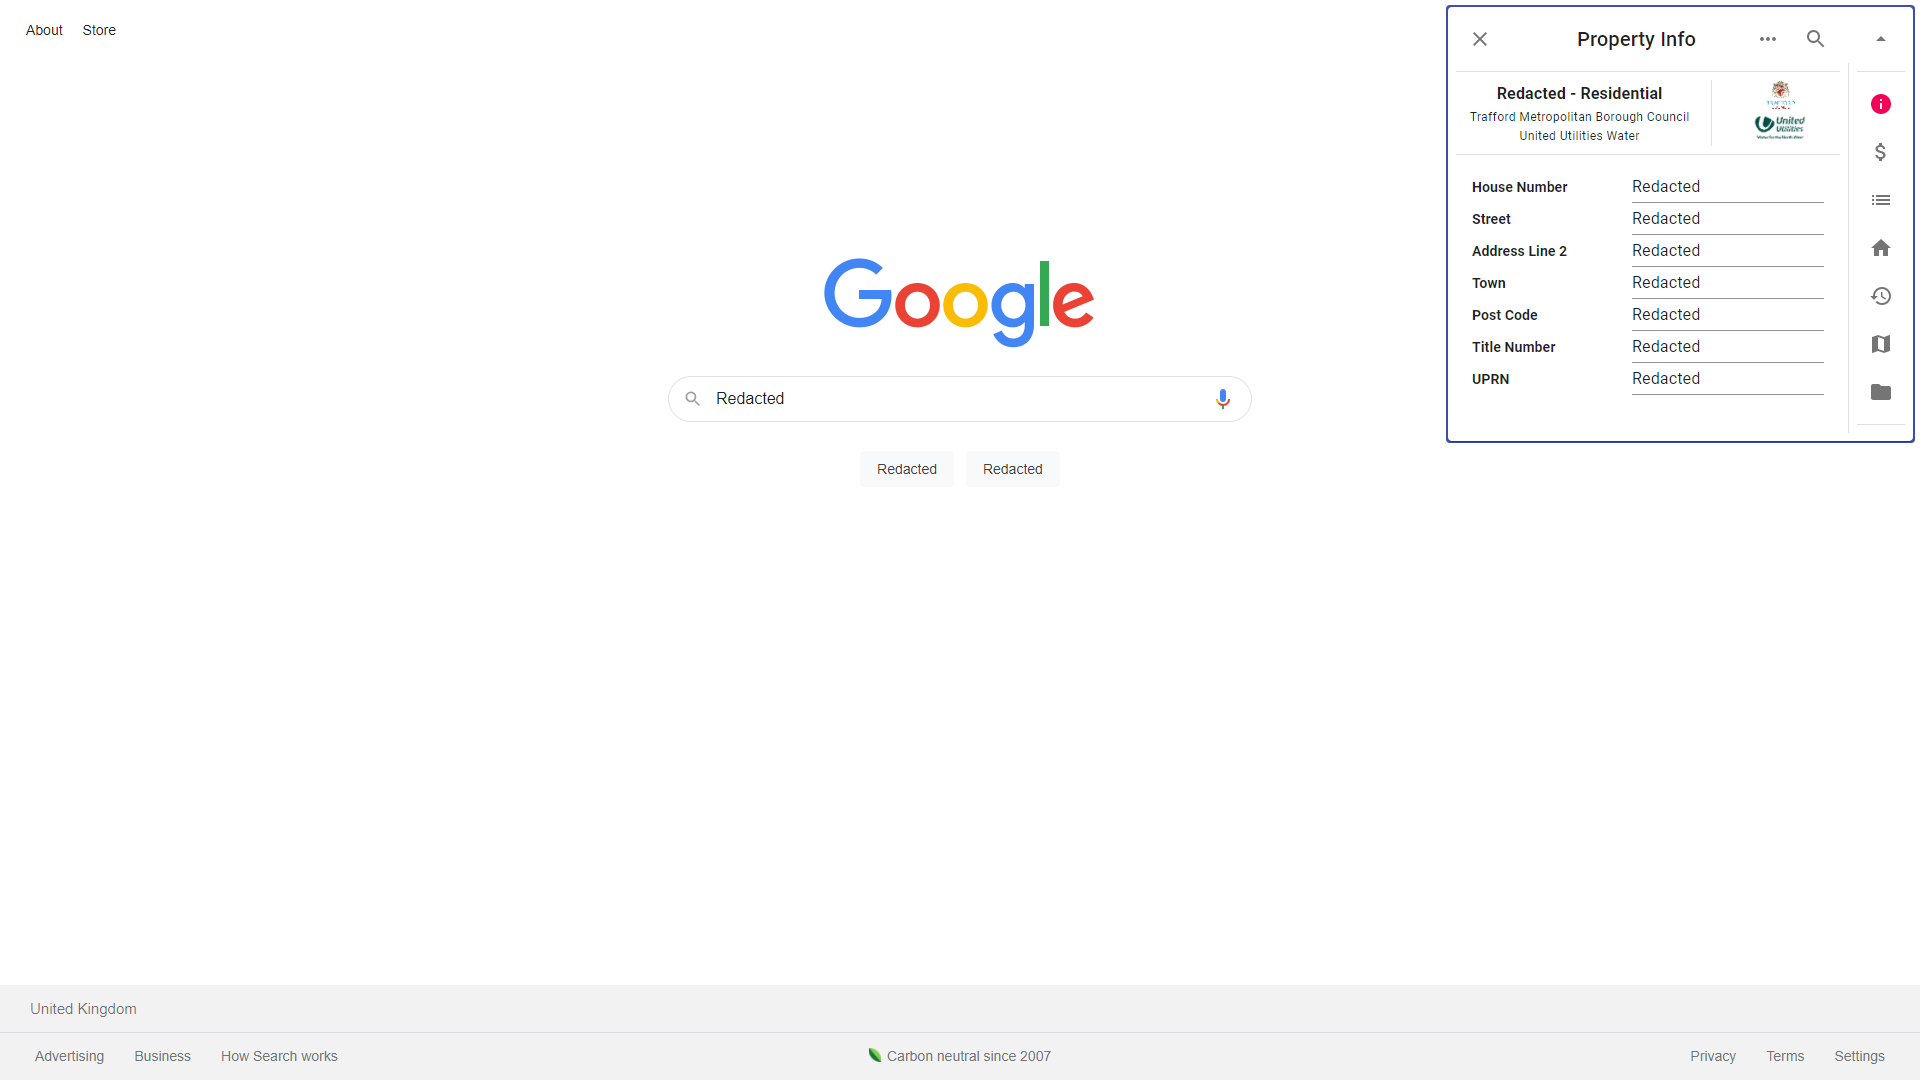 About Store
Google
Redacted
Redacted Redacted
Property Info
Redacted - Residential
Trafford Metropolitan Borough Council
United Utilities Water
United
Utilities
House Number Redacted
Street Redacted
Address Line 2 Redacted
Town Redacted
Post Code Redacted
Title Number Redacted
UPRN Redacted
United Kingdom
Advertising Business How Search works
Carbon neutral since 2007
Privacy Terms Settings